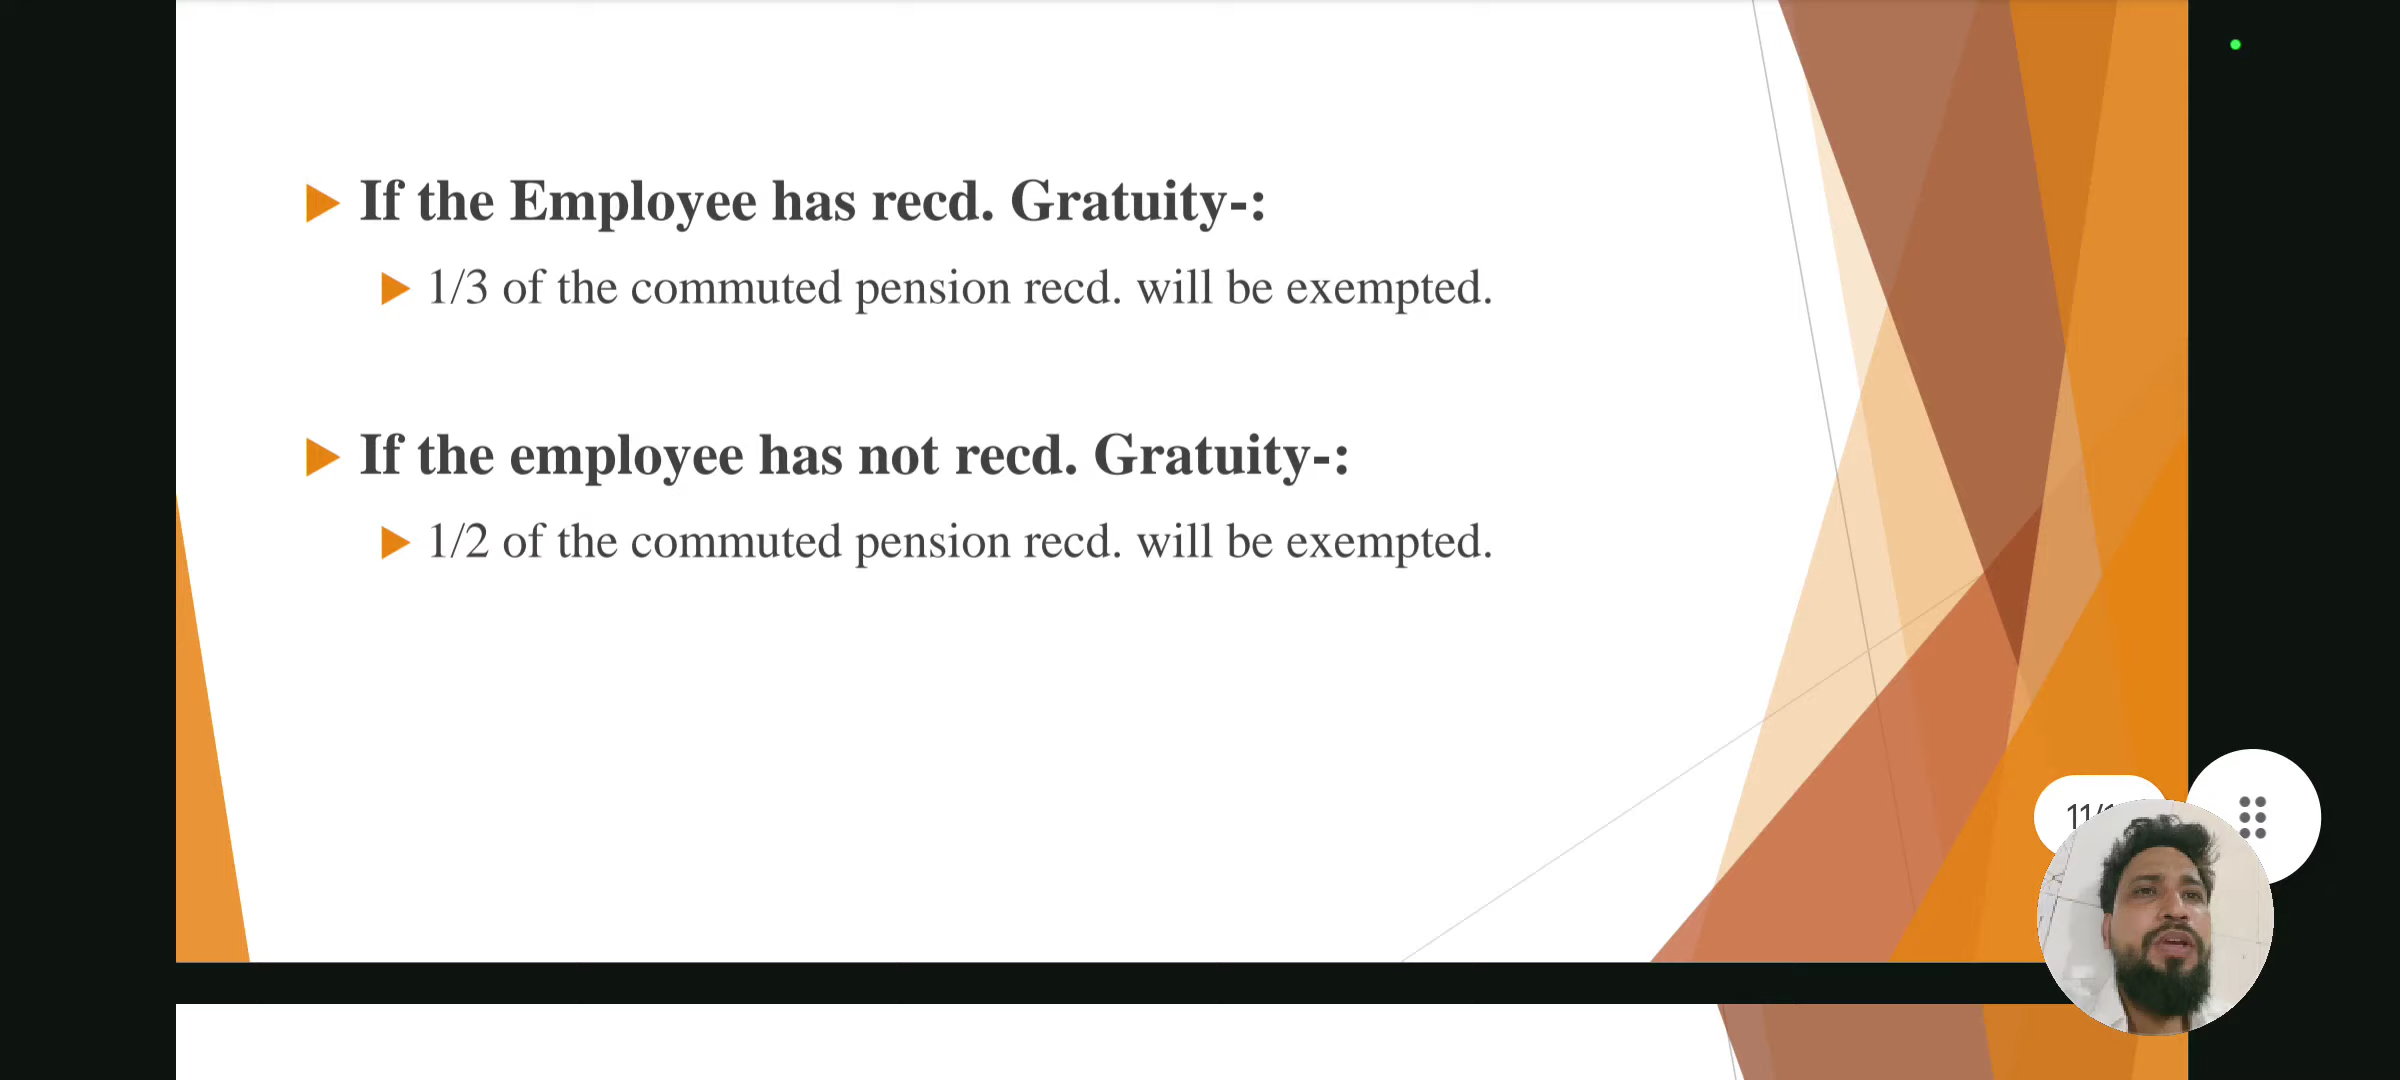 If the Employee has recd. Gratuity-:
1/3 of the commuted pension recd. will be exempted.
If the employee has not recd. Gratuity-:
1/2 of the commuted pension recd. will be exempted.